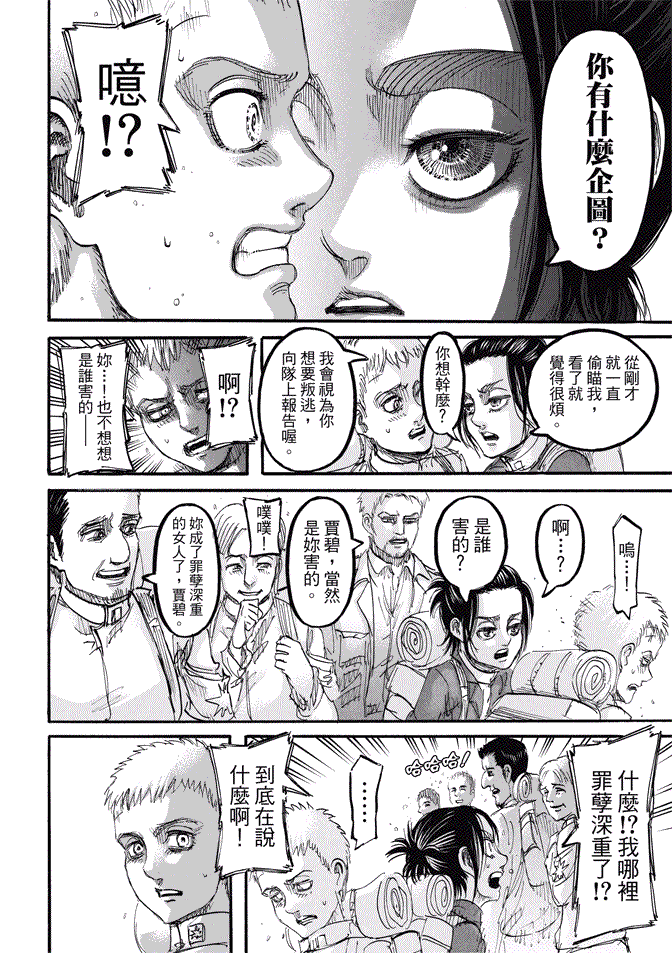 你有什麼企圖？
噫!?
從剛才
就一直
偷瞄我，
看了就
覺得很煩。
你想幹麼？
我會視為你
想要叛逃，
向隊上報告喔。
啊!?
妳…！也不想想
是誰害的——
嗚…！
啊…？
是誰
害的？
賈碧，當然
是妳害的。
噗噗！
妳成了罪孽深重
的女人了，賈碧。
什麼!?我哪裡
罪孽深重了!?
哈哈哈！
……
到底在說
什麼啊！